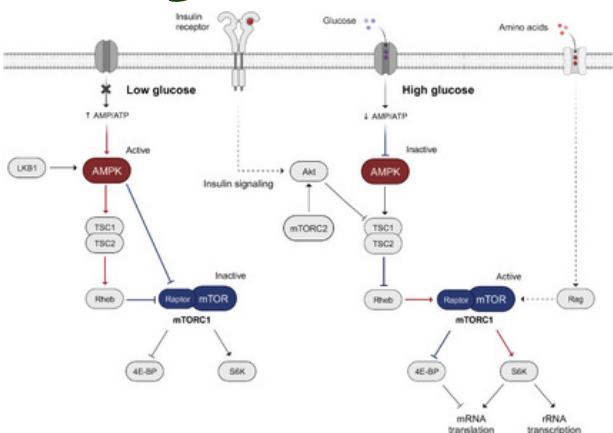 Insulin
receptor
Glucose
Amino acids
Low glucose
High glucose
↑ AMP/ATP
↓ AMP/ATP
Active
Inactive
LKB1
AMPK
Akt
AMPK
Insulin signaling
TSC1
TSC2
mTORC2
TSC1
TSC2
Inactive
Active
Rheb
Raptor
mTOR
Rheb
Raptor
mTOR
Rag
mTORC1
mTORC1
4E-BP
S6K
4E-BP
S6K
mRNA
translation
rRNA
transcription